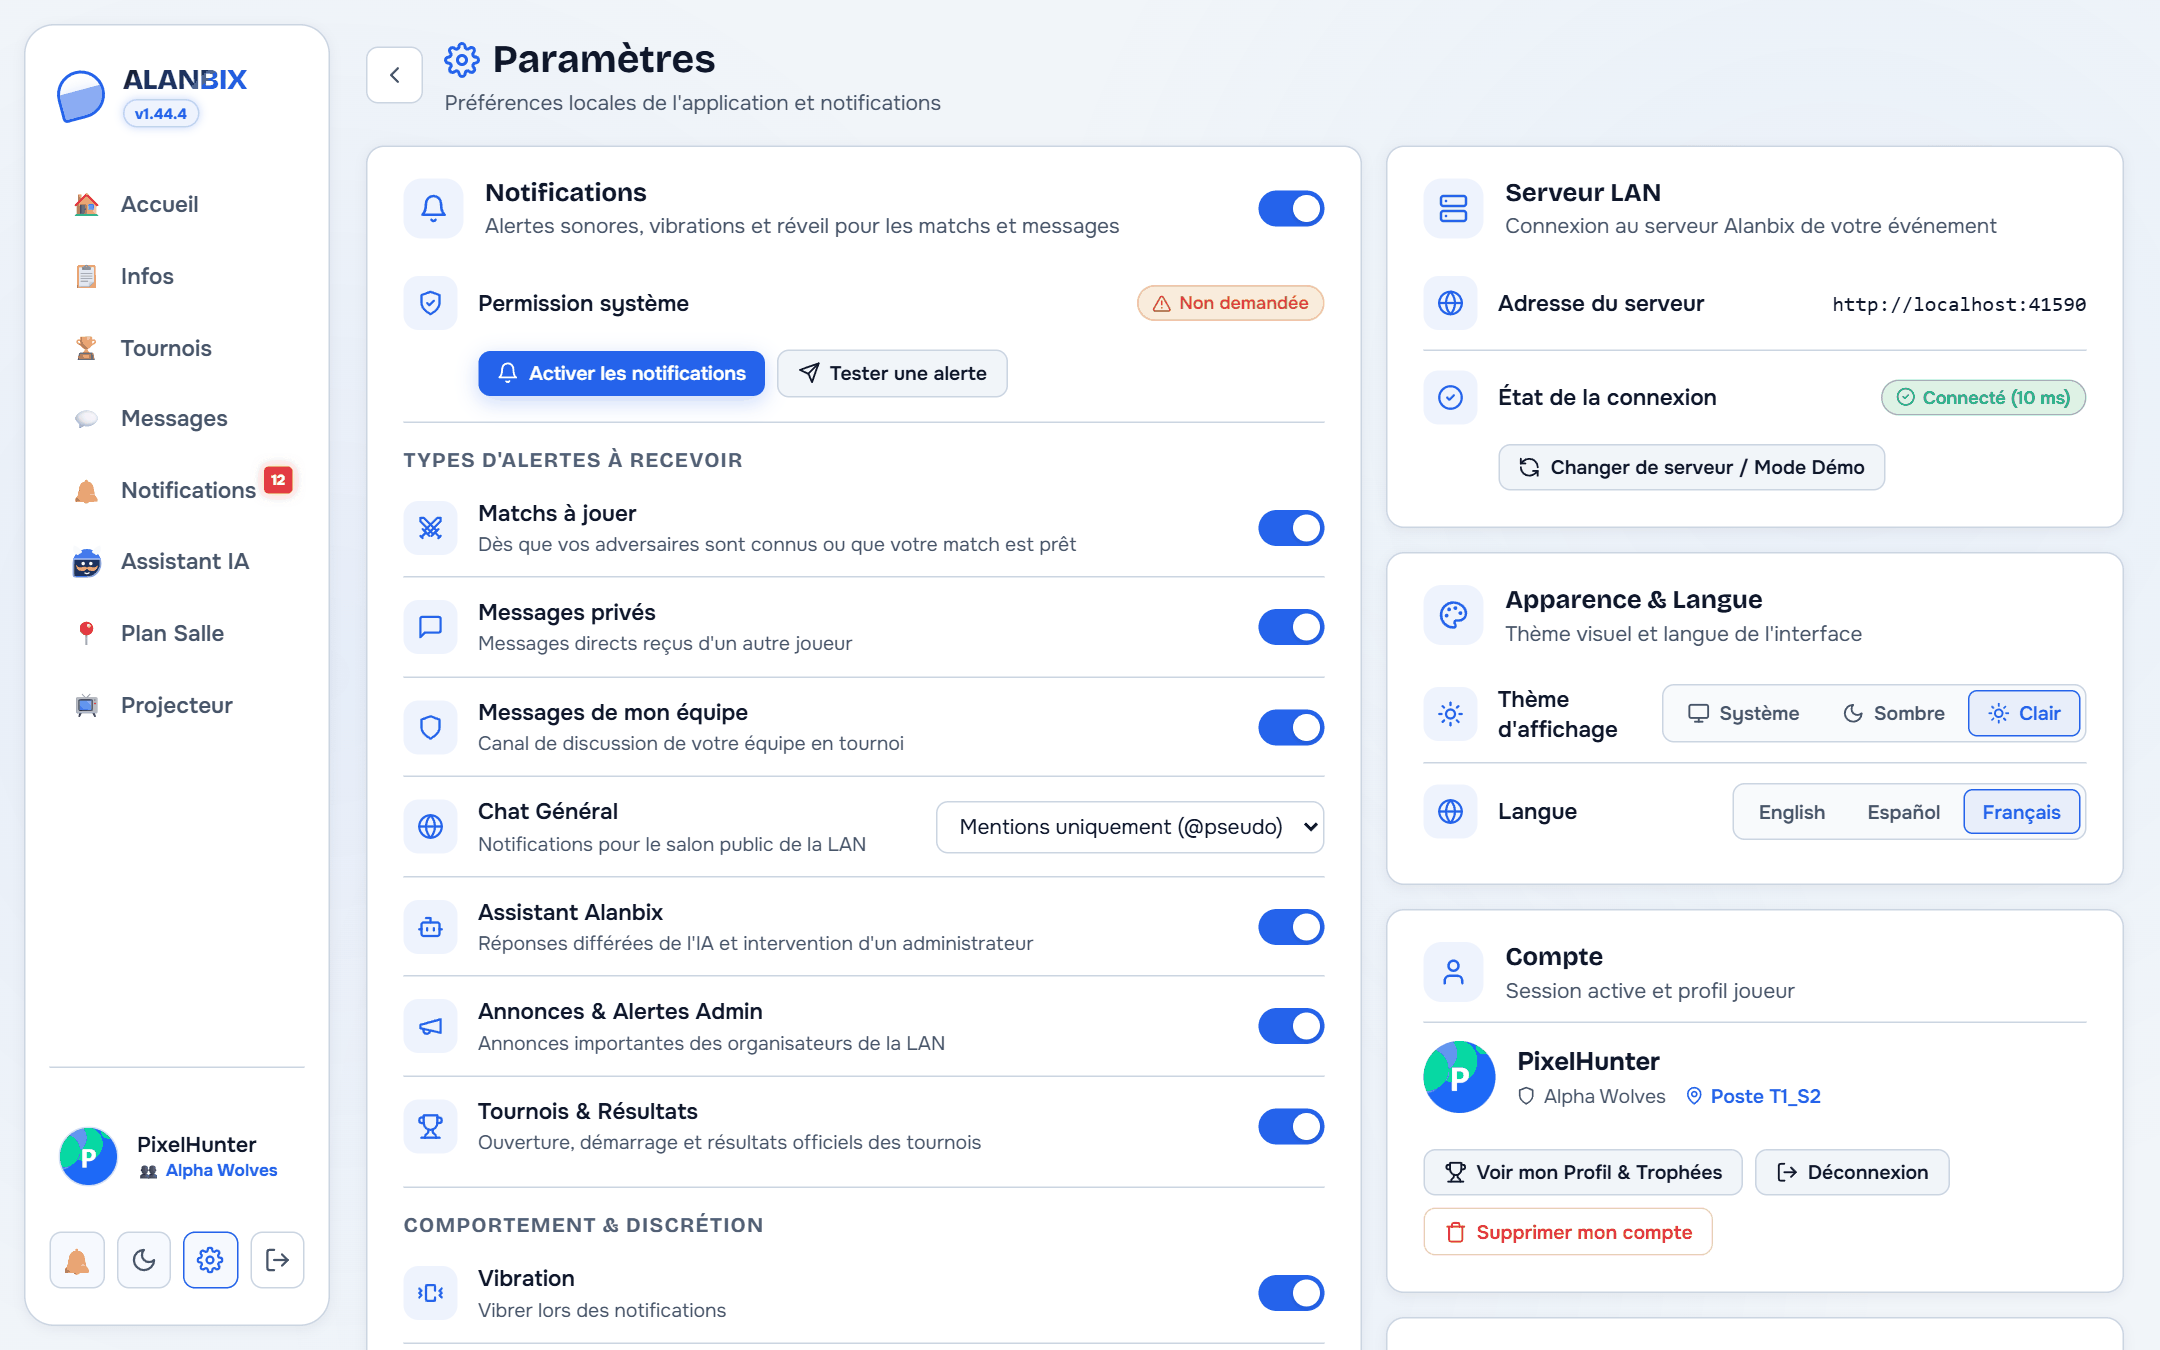 ALANBIX
v1.44.4
Accueil
Infos
Tournois
Messages
Notifications
12
Assistant IA
Plan Salle
Projecteur
P
PixelHunter
Alpha Wolves
Paramètres
Préférences locales de l'application et notifications
Notifications
Alertes sonores, vibrations et réveil pour les matchs et messages
Permission système
Non demandée
Activer les notifications
Tester une alerte
TYPES D'ALERTES À RECEVOIR
Matchs à jouer
Dès que vos adversaires sont connus ou que votre match est prêt
Messages privés
Messages directs reçus d'un autre joueur
Messages de mon équipe
Canal de discussion de votre équipe en tournoi
Chat Général
Notifications pour le salon public de la LAN
Mentions uniquement (@pseudo)
Assistant Alanbix
Réponses différées de l'IA et intervention d'un administrateur
Annonces & Alertes Admin
Annonces importantes des organisateurs de la LAN
Tournois & Résultats
Ouverture, démarrage et résultats officiels des tournois
COMPORTEMENT & DISCRÉTION
Vibration
Vibrer lors des notifications
Serveur LAN
Connexion au serveur Alanbix de votre événement
Adresse du serveur
http://localhost:41590
État de la connexion
Connecté (10 ms)
Changer de serveur / Mode Démo
Apparence & Langue
Thème visuel et langue de l'interface
Thème
d'affichage
Système
Sombre
Clair
Langue
English
Español
Français
Compte
Session active et profil joueur
P
PixelHunter
Alpha Wolves
Poste T1_S2
Voir mon Profil & Trophées
Déconnexion
Supprimer mon compte